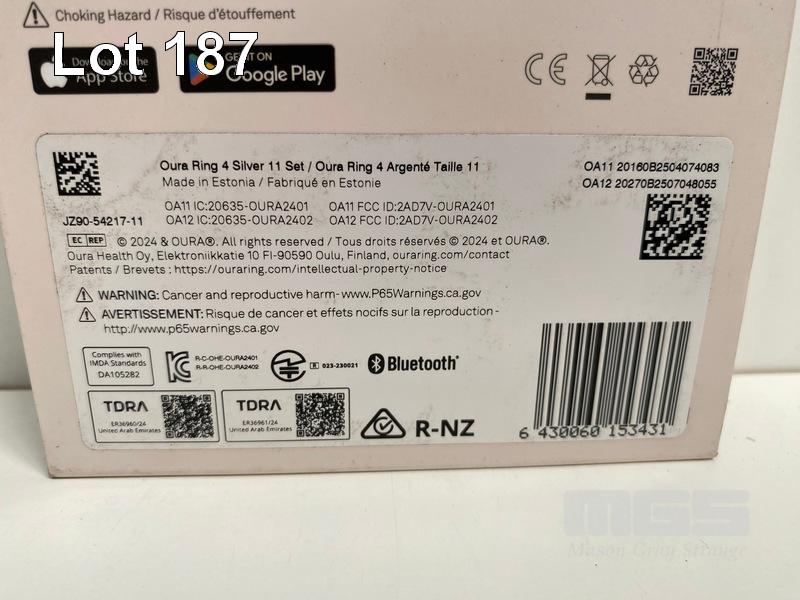 Choking Hazard / Risque d'étouffement
Lot 187
Download on the
App Store
GET IT ON
Google Play
CE
Oura Ring 4 Silver 11 Set / Oura Ring 4 Argenté Taille 11
Made in Estonia / Fabriqué en Estonie
OA11 20160B2504074083
OA12 20270B2507048055
OA11 IC:20635-OURA2401 OA11 FCC ID:2AD7V-OURA2401
JZ90-54217-11
OA12 IC:20635-OURA2402 OA12 FCC ID:2AD7V-OURA2402
EC REP © 2024 & OURA®. All rights reserved / Tous droits réservés © 2024 et OURA®.
Oura Health Oy, Elektroniikkatie 10 FI-90590 Oulu, Finland, ouraring.com/contact
Patents / Brevets : https://ouraring.com/intellectual-property-notice
WARNING: Cancer and reproductive harm-www.P65Warnings.ca.gov
AVERTISSEMENT: Risque de cancer et effets nocifs sur la reproduction-
http://www.p65warnings.ca.gov
Complies with
IMDA Standards
DA105282
R-C-OHE-OURA2401
R-R-OHE-OURA2402
R 023-230021
Bluetooth®
TDRA
ER36960/24
United Arab Emirates
TDRA
ER36961/24
United Arab Emirates
R-NZ
6 430060 153431
MGS
Mason Gray Strange